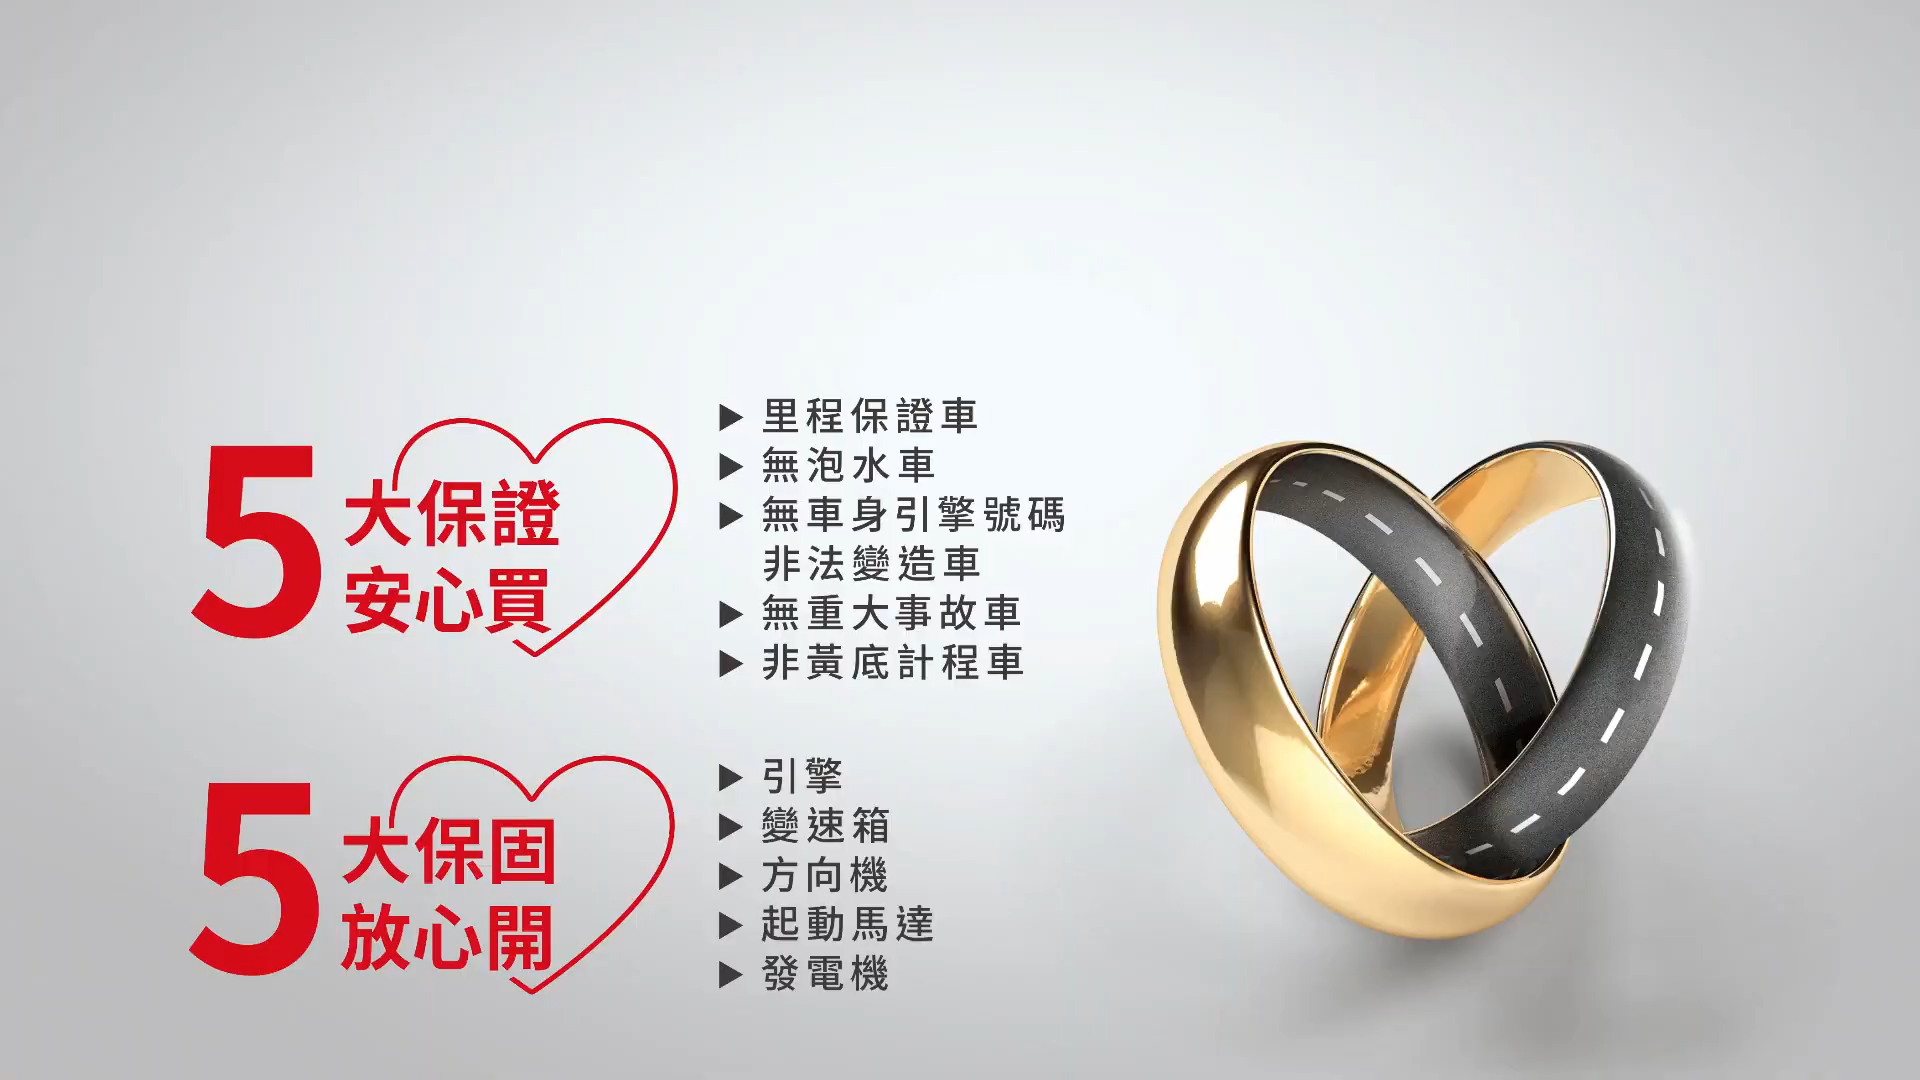 5大保證
安心買
▶ 里程保證車
▶ 無泡水車
▶ 無車身引擎號碼
非法變造車
▶ 無重大事故車
▶ 非黃底計程車
5大保固
放心開
▶ 引擎
▶ 變速箱
▶ 方向機
▶ 起動馬達
▶ 發電機